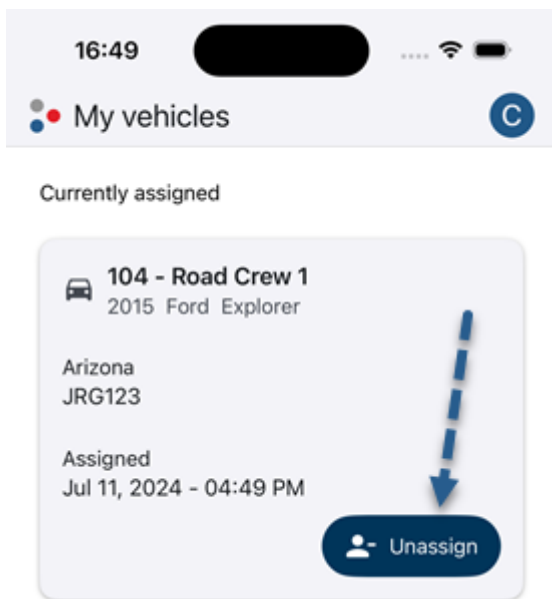 16:49
My vehicles
C
Currently assigned
104 - Road Crew 1
2015 Ford Explorer
Arizona
JRG123
Assigned
Jul 11, 2024 - 04:49 PM
Unassign